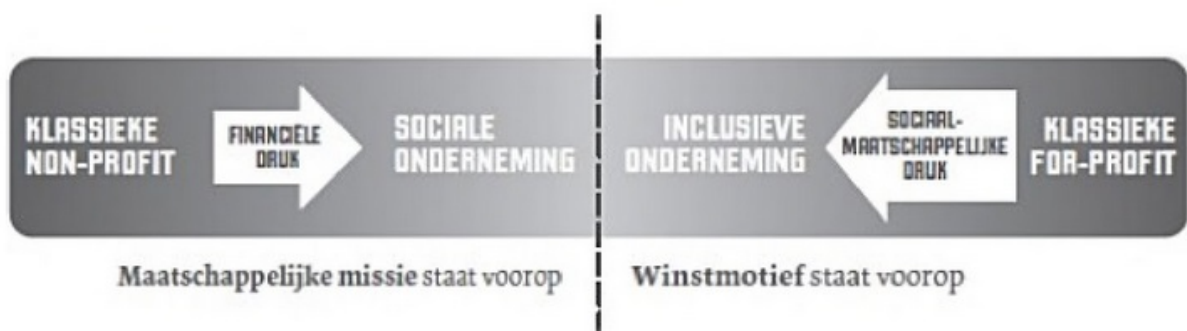 KLASSIEKE
NON-PROFIT
FINANCIËLE
DRUK
SOCIALE
ONDERNEMING
INCLUSIEVE
ONDERNEMING
SOCIAAL-
MAATSCHAPPELIJKE
DRUK
KLASSIEKE
FOR-PROFIT
Maatschappelijke missie staat voorop
Winstmotief staat voorop